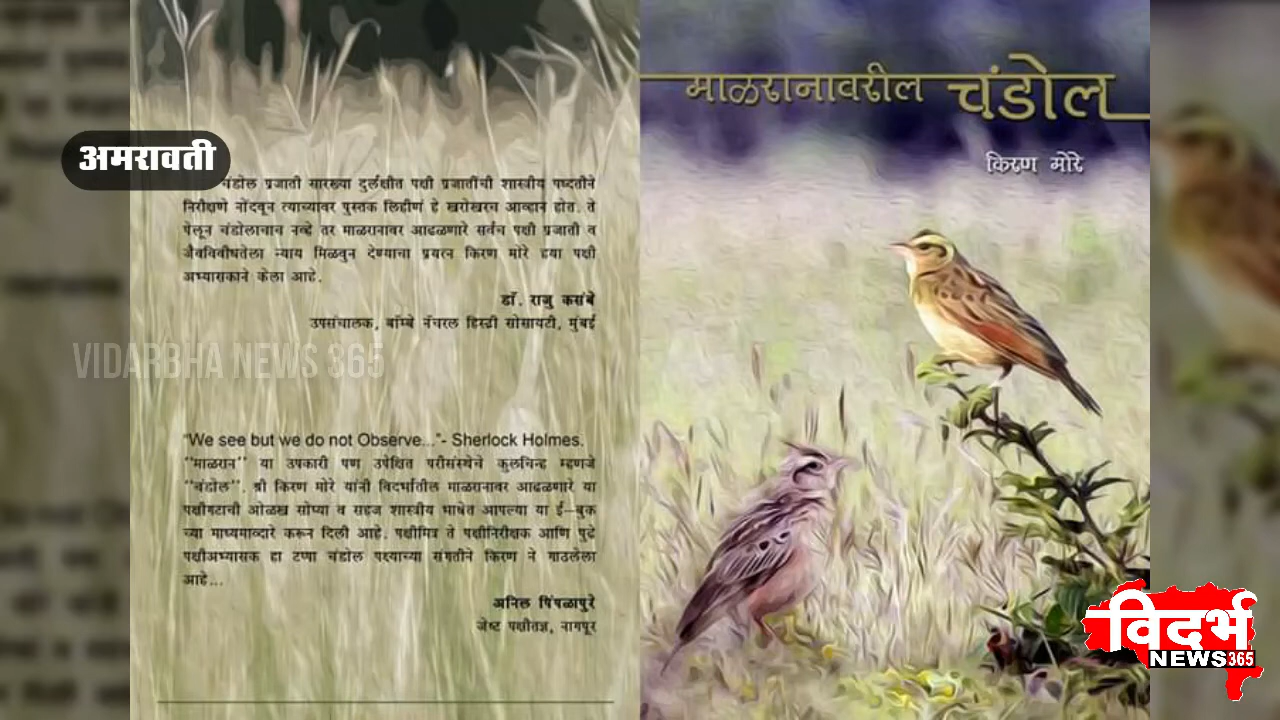 अमरावती
चंडोल प्रजाती सारख्या दुर्लक्षीत पक्षी प्रजातींची शास्त्रीय पध्दतीने
निरीक्षणे नोंदवून त्याच्यावर पुस्तक लिहीणं हे खरोखरच आव्हान होतं. ते
पेलून चंडोलाचाच नव्हे तर माळरानावर आढळणारे सर्वच पक्षी प्रजाती व
जैवविवीधतेला न्याय मिळवुन देण्याचा प्रयत्न किरण मोरे हया पक्षी
अभ्यासकाने केला आहे.
डॉ. राजु कसंबे
उपसंचालक, बॉम्बे नॅचरल हिस्ट्री सोसायटी, मुंबई
VIDARBHA NEWS 365
"We see but we do not Observe..."- Sherlock Holmes.
''माळरान'' या उपकारी पण उपेक्षित परीसंस्थेचे कुलचिन्ह म्हणजे
''चंडोल''. श्री किरण मोरे यांनी विदर्भातील माळरानावर आढळणारे या
पक्षीगटाची ओळख सोप्या व सहज शास्त्रीय भाषेत आपल्या या ई-बुक
च्या माध्यमाव्दारे करून दिली आहे. पक्षीमित्र ते पक्षीनिरीक्षक आणि पुढे
पक्षीअभ्यासक हा टप्पा चंडोल पक्ष्याच्या संगतीने किरण ने गाठलेला
आहे...
अनिल पिंपळापुरे
जेष्ट पक्षीतज्ञ, नागपूर
माळरानावरील चंडोल
किरण मोरे
विदर्भ
NEWS 365